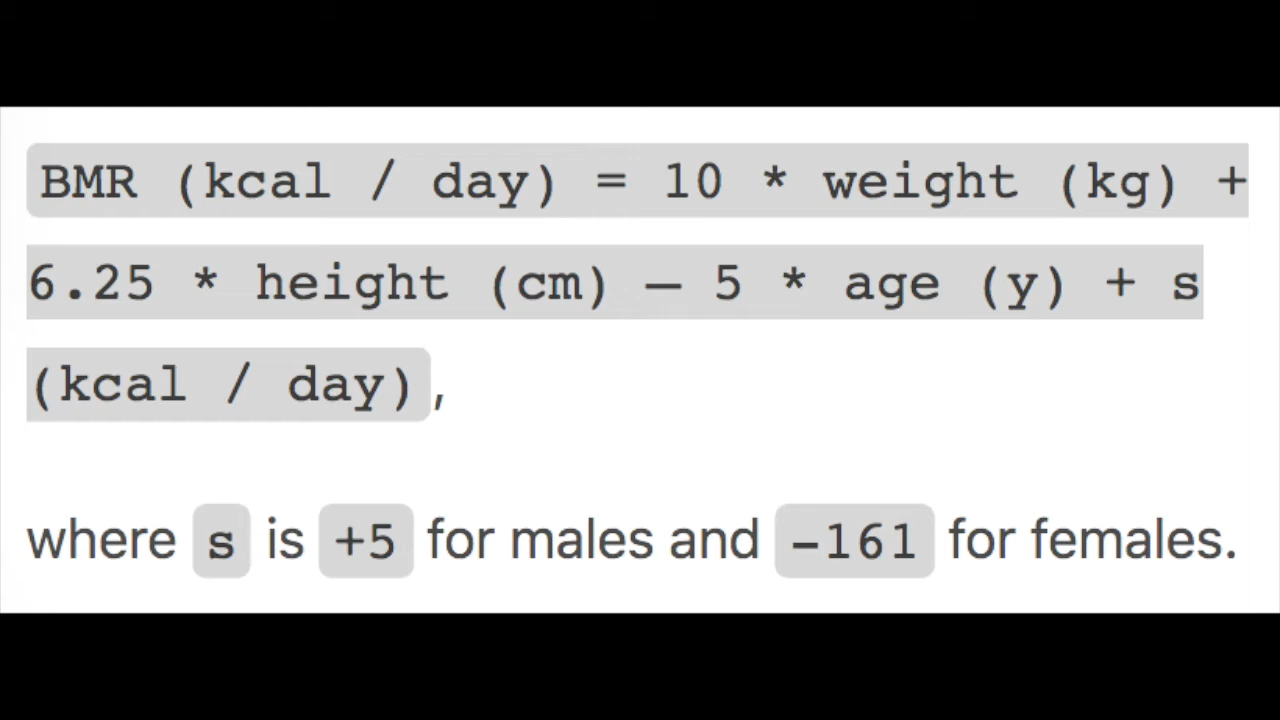 BMR (kcal / day) = 10 * weight (kg) +
6.25 * height (cm) – 5 * age (y) + s
(kcal / day),
where s is +5 for males and -161 for females.